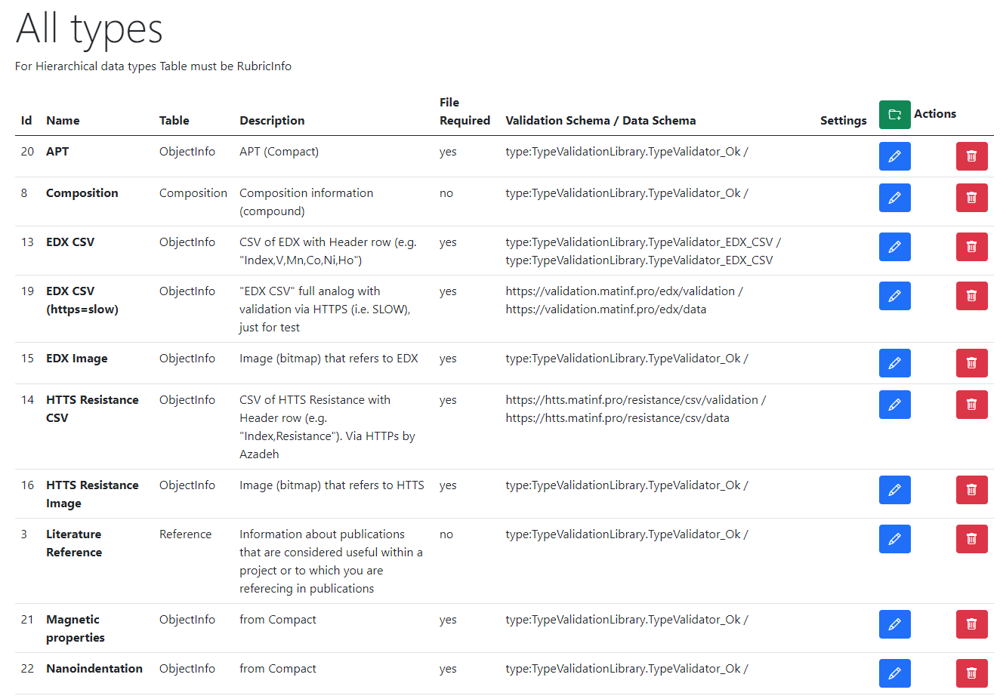 All types
For Hierarchical data types Table must be RubricInfo
Id Name Table Description File Required Validation Schema / Data Schema Settings Actions
20 APT ObjectInfo APT (Compact) yes type:TypeValidationLibrary.TypeValidator_Ok /
8 Composition Composition Composition information no type:TypeValidationLibrary.TypeValidator_Ok /
(compound)
13 EDX CSV ObjectInfo CSV of EDX with Header row (e.g. yes type:TypeValidationLibrary.TypeValidator_EDX_CSV /
"Index,V,Mn,Co,Ni,Ho") type:TypeValidationLibrary.TypeValidator_EDX_CSV
19 EDX CSV ObjectInfo "EDX CSV" full analog with yes https://validation.matinf.pro/edx/validation /
(https=slow) validation via HTTPS (i.e. SLOW), https://validation.matinf.pro/edx/data
just for test
15 EDX Image ObjectInfo Image (bitmap) that refers to EDX yes type:TypeValidationLibrary.TypeValidator_Ok /
14 HTTS Resistance ObjectInfo CSV of HTTS Resistance with yes https://htts.matinf.pro/resistance/csv/validation /
CSV Header row (e.g. https://htts.matinf.pro/resistance/csv/data
"Index,Resistance"). Via HTTPs by
Azadeh
16 HTTS Resistance ObjectInfo Image (bitmap) that refers to HTTS yes type:TypeValidationLibrary.TypeValidator_Ok /
Image
3 Literature Reference Information about publications no type:TypeValidationLibrary.TypeValidator_Ok /
Reference that are considered useful within a
project or to which you are
referecing in publications
21 Magnetic ObjectInfo from Compact yes type:TypeValidationLibrary.TypeValidator_Ok /
properties
22 Nanoindentation ObjectInfo from Compact yes type:TypeValidationLibrary.TypeValidator_Ok /